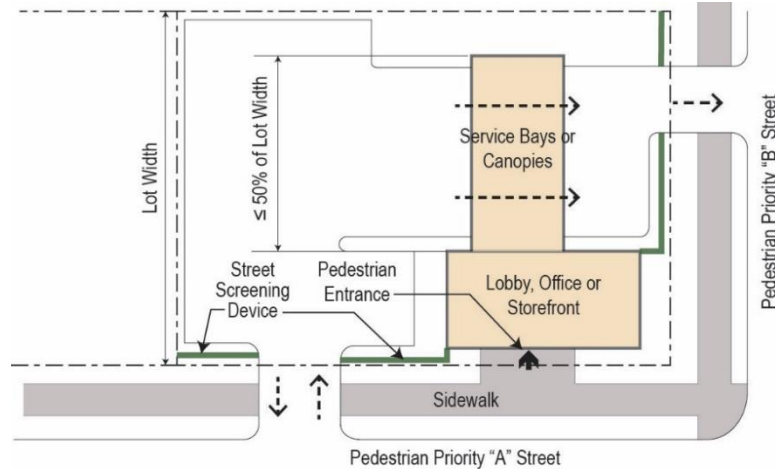 Lot Width
≤ 50% of Lot Width
Service Bays or
Canopies
Pedestrian Priority “B” Street
Street
Screening
Device
Pedestrian
Entrance
Lobby, Office or
Storefront
Sidewalk
Pedestrian Priority “A” Street